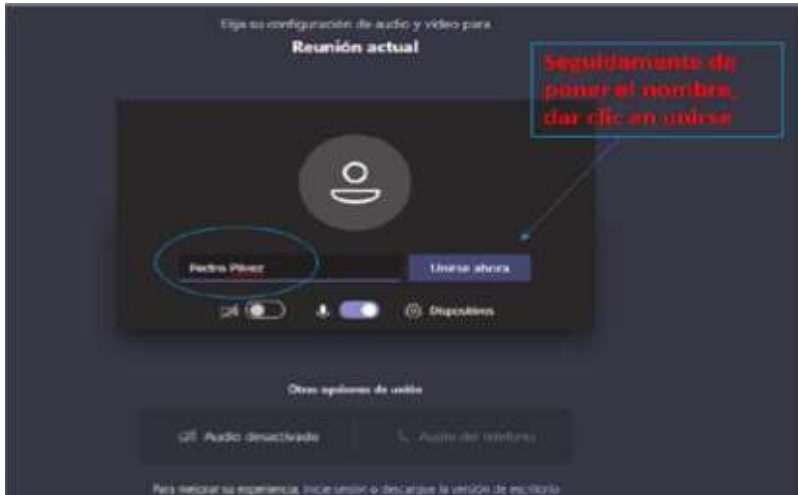 Elija su configuración de audio y vídeo para
Reunión actual
Seguidamente de
poner el nombre,
dar clic en unirse
Pedro Pérez
Unirse ahora
Dispositivos
Otras opciones de unión
Audio desactivado
Audio del teléfono
Para mejorar su experiencia, inicie sesión o descargue la versión de escritorio